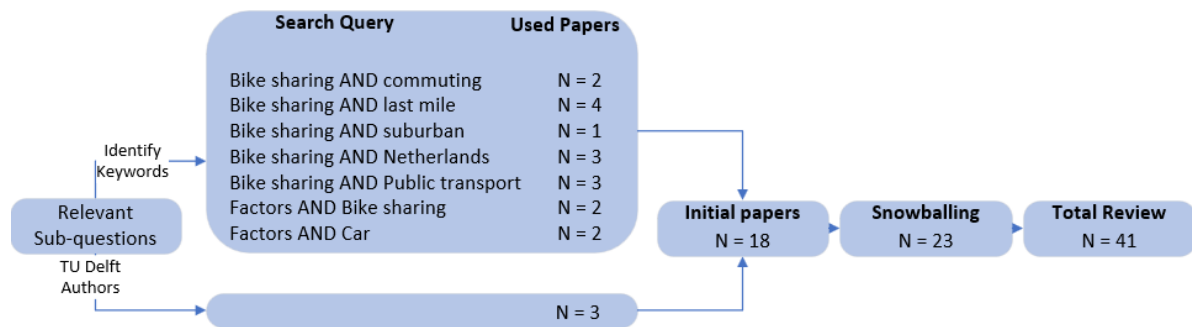 Search Query Used Papers
Bike sharing AND commuting N = 2
Bike sharing AND last mile N = 4
Bike sharing AND suburban N = 1
Bike sharing AND Netherlands N = 3
Bike sharing AND Public transport N = 3
Factors AND Bike sharing N = 2
Factors AND Car N = 2
Identify
Keywords
Relevant
Sub-questions
TU Delft
Authors
N = 3
Initial papers
N = 18
Snowballing
N = 23
Total Review
N = 41